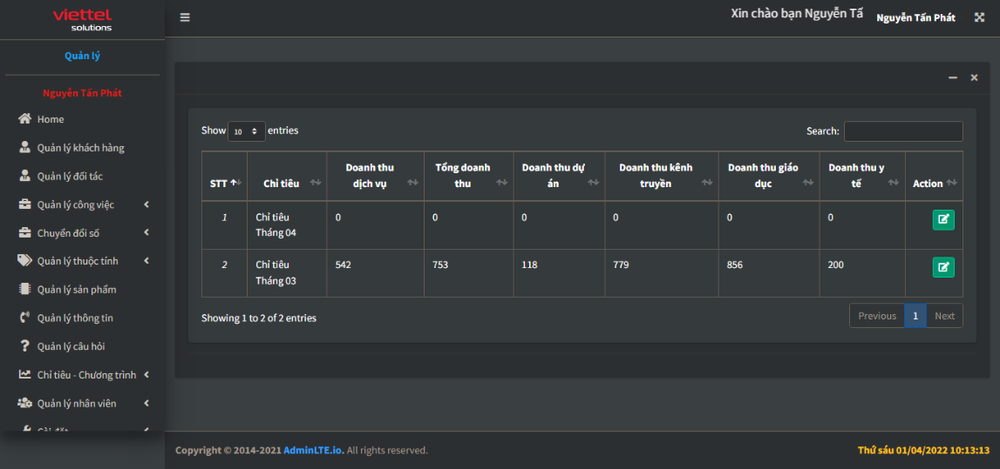 viettel
solutions
Xin chào bạn Nguyễn Tấ
Nguyễn Tấn Phát
Quản lý
Nguyễn Tấn Phát
Home
Quản lý khách hàng
Quản lý đối tác
Quản lý công việc
Chuyển đổi số
Quản lý thuộc tính
Quản lý sản phẩm
Quản lý thông tin
Quản lý câu hỏi
Chỉ tiêu - Chương trình
Quản lý nhân viên
Show 10 entries
Search:
STT Chỉ tiêu Doanh thu dịch vụ Tổng doanh thu Doanh thu dự án Doanh thu kênh truyền Doanh thu giáo dục Doanh thu y tế Action
1 Chỉ tiêu Tháng 04 0 0 0 0 0 0
2 Chỉ tiêu Tháng 03 542 753 118 779 856 200
Showing 1 to 2 of 2 entries
Previous 1 Next
Copyright © 2014-2021 AdminLTE.io. All rights reserved.
Thứ sáu 01/04/2022 10:13:13